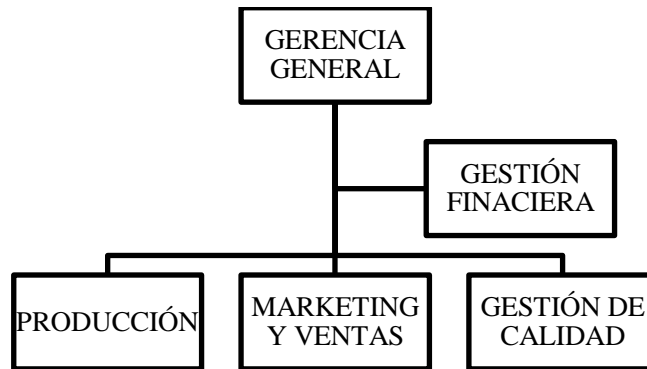 GERENCIA
GENERAL
GESTIÓN
FINACIERA
PRODUCCIÓN
MARKETING
Y VENTAS
GESTIÓN DE
CALIDAD